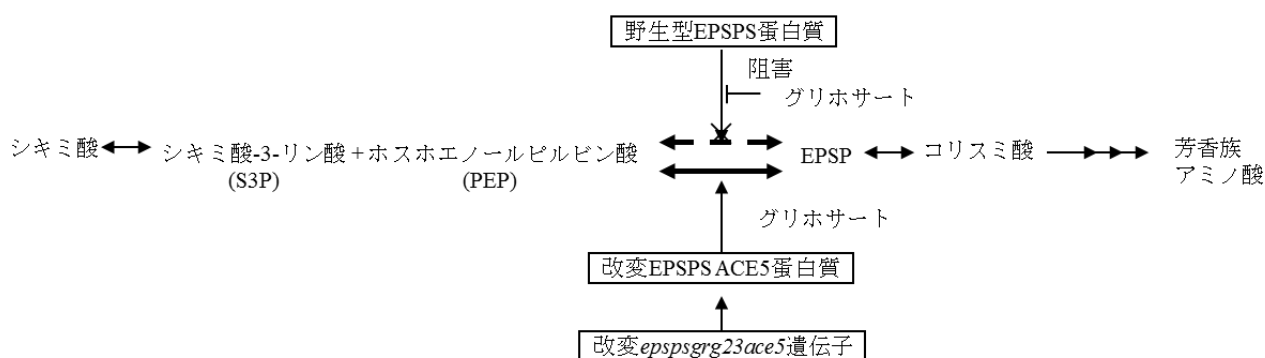 野生型EPSPS蛋白質
阻害
グリホサート
シキミ酸
シキミ酸-3-リン酸 + ホスホエノールピルビン酸
(S3P)
(PEP)
EPSP
コリスミ酸
芳香族
アミノ酸
グリホサート
改変EPSPS ACE5蛋白質
改変epspsgrg23ace5遺伝子